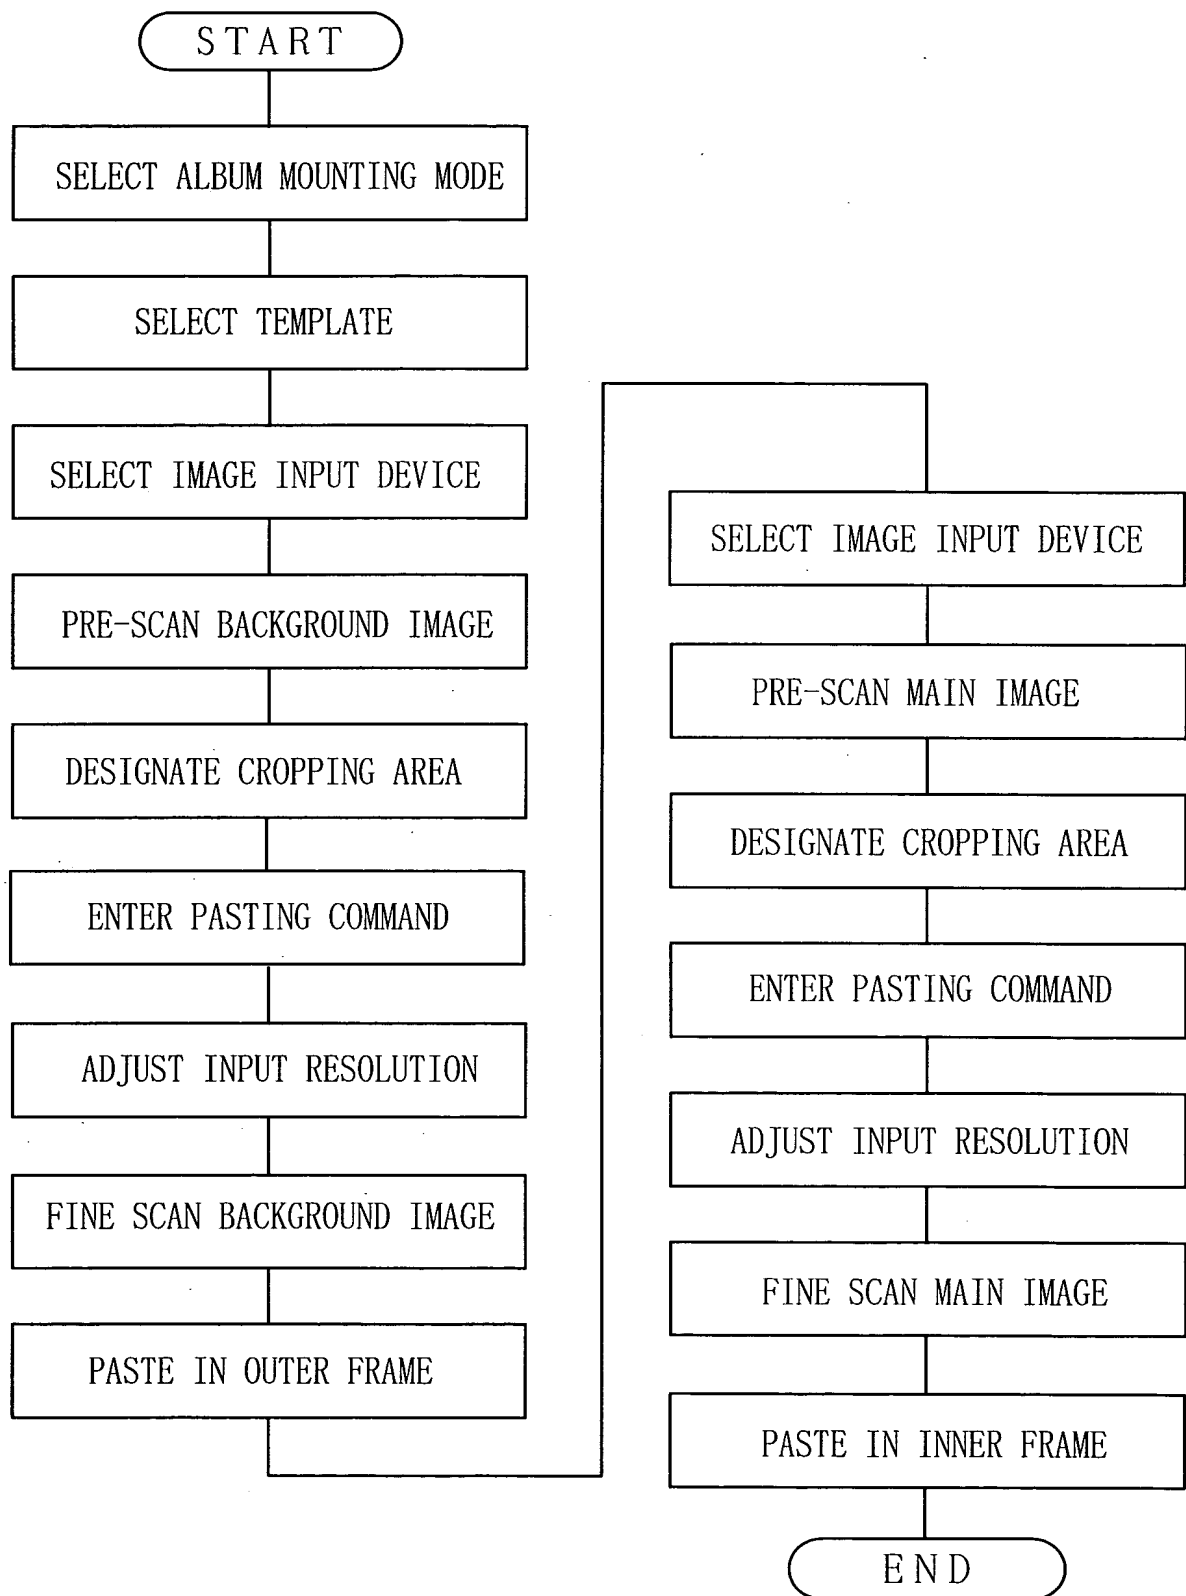 START
SELECT ALBUM MOUNTING MODE
SELECT TEMPLATE
SELECT IMAGE INPUT DEVICE
PRE-SCAN BACKGROUND IMAGE
DESIGNATE CROPPING AREA
ENTER PASTING COMMAND
ADJUST INPUT RESOLUTION
FINE SCAN BACKGROUND IMAGE
PASTE IN OUTER FRAME
SELECT IMAGE INPUT DEVICE
PRE-SCAN MAIN IMAGE
DESIGNATE CROPPING AREA
ENTER PASTING COMMAND
ADJUST INPUT RESOLUTION
FINE SCAN MAIN IMAGE
PASTE IN INNER FRAME
END